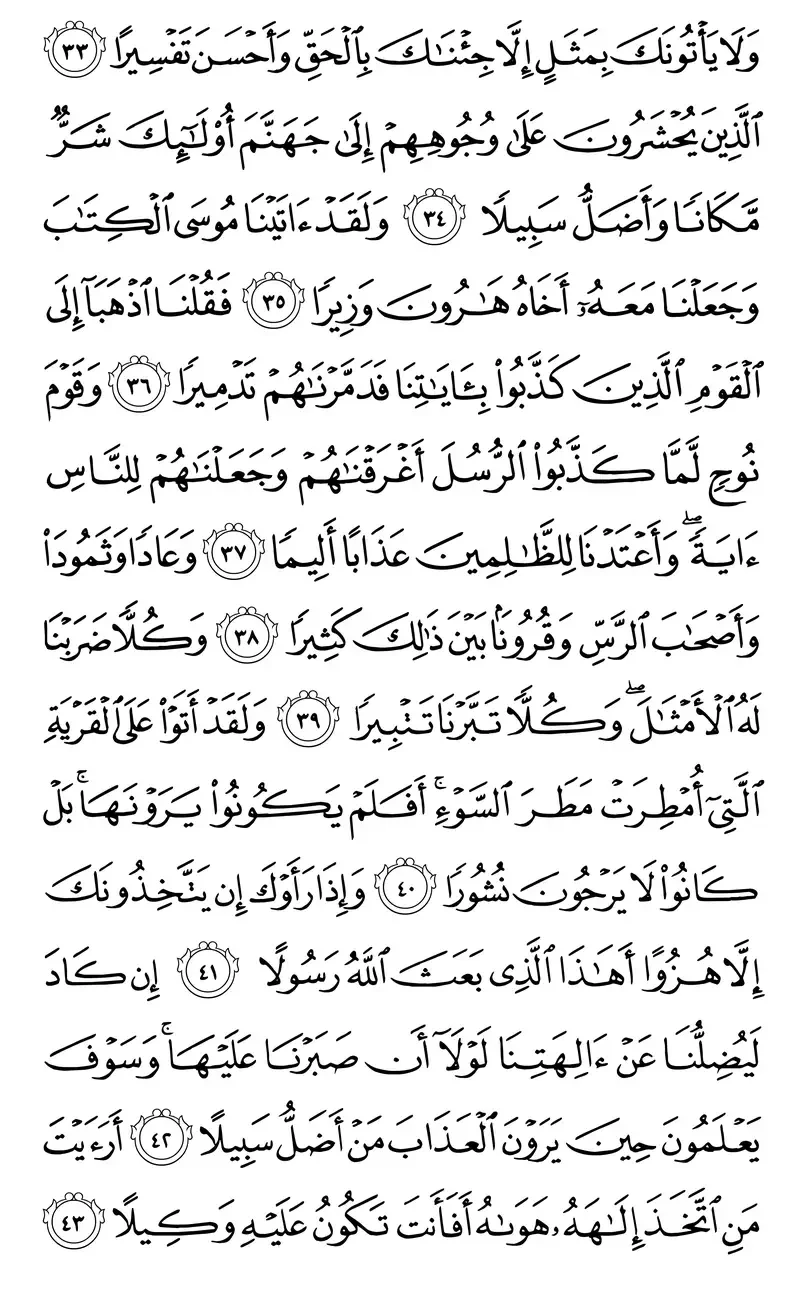 وَلَا يَأْتُونَكَ بِمَثَلٍ إِلَّا جِئْنَٰكَ بِٱلْحَقِّ وَأَحْسَنَ تَفْسِيرًا ٣٣
ٱلَّذِينَ يُحْشَرُونَ عَلَىٰ وُجُوهِهِمْ إِلَىٰ جَهَنَّمَ أُو۟لَٰٓئِكَ شَرٌّ
مَّكَانًا وَأَضَلُّ سَبِيلًا ٣٤ وَلَقَدْ ءَاتَيْنَا مُوسَى ٱلْكِتَٰبَ
وَجَعَلْنَا مَعَهُۥٓ أَخَاهُ هَٰرُونَ وَزِيرًا ٣٥ فَقُلْنَا ٱذْهَبَآ إِلَى
ٱلْقَوْمِ ٱلَّذِينَ كَذَّبُوا۟ بِـَٔايَٰتِنَا فَدَمَّرْنَٰهُمْ تَدْمِيرًا ٣٦ وَقَوْمَ
نُوحٍ لَّمَّا كَذَّبُوا۟ ٱلرُّسُلَ أَغْرَقْنَٰهُمْ وَجَعَلْنَٰهُمْ لِلنَّاسِ
ءَايَةً ۖ وَأَعْتَدْنَا لِلظَّٰلِمِينَ عَذَابًا أَلِيمًا ٣٧ وَعَادًا وَثَمُودَا۟
وَأَصْحَٰبَ ٱلرَّسِّ وَقُرُونًۢا بَيْنَ ذَٰلِكَ كَثِيرًا ٣٨ وَكُلًّا ضَرَبْنَا
لَهُ ٱلْأَمْثَٰلَ ۖ وَكُلًّا تَبَّرْنَا تَتْبِيرًا ٣٩ وَلَقَدْ أَتَوْا۟ عَلَى ٱلْقَرْيَةِ
ٱلَّتِىٓ أُمْطِرَتْ مَطَرَ ٱلسَّوْءِ ۚ أَفَلَمْ يَكُونُوا۟ يَرَوْنَهَا ۚ بَلْ
كَانُوا۟ لَا يَرْجُونَ نُشُورًا ٤٠ وَإِذَا رَأَوْكَ إِن يَتَّخِذُونَكَ
إِلَّا هُزُوًا أَهَٰذَا ٱلَّذِى بَعَثَ ٱللَّهُ رَسُولًا ٤١ إِن كَادَ
لَيُضِلُّنَا عَنْ ءَالِهَتِنَا لَوْلَآ أَن صَبَرْنَا عَلَيْهَا ۚ وَسَوْفَ
يَعْلَمُونَ حِينَ يَرَوْنَ ٱلْعَذَابَ مَنْ أَضَلُّ سَبِيلًا ٤٢ أَرَءَيْتَ
مَنِ ٱتَّخَذَ إِلَٰهَهُۥ هَوَىٰهُ أَفَأَنتَ تَكُونُ عَلَيْهِ وَكِيلًا ٤٣